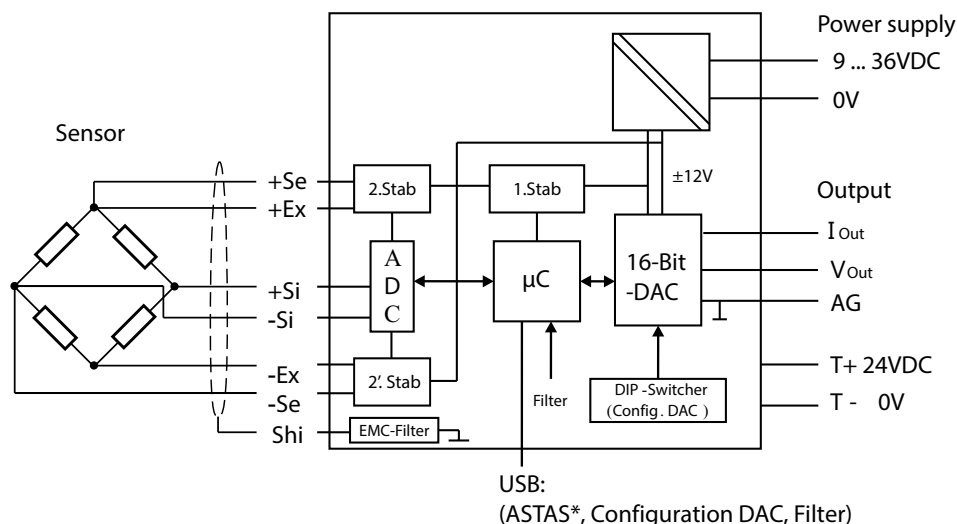 Power supply
9 ... 36VDC
0V
Sensor
±12V
+Se
2.Stab
1.Stab
+Ex
Output
I Out
A
D
C
µC
16-Bit
-DAC
VOut
+Si
AG
-Si
-Ex
2'. Stab
-Se
Filter
DIP -Switcher
(Config . DAC )
T+ 24VDC
T - 0V
Shi
EMC-Filter
USB:
(ASTAS*, Configuration DAC, Filter)